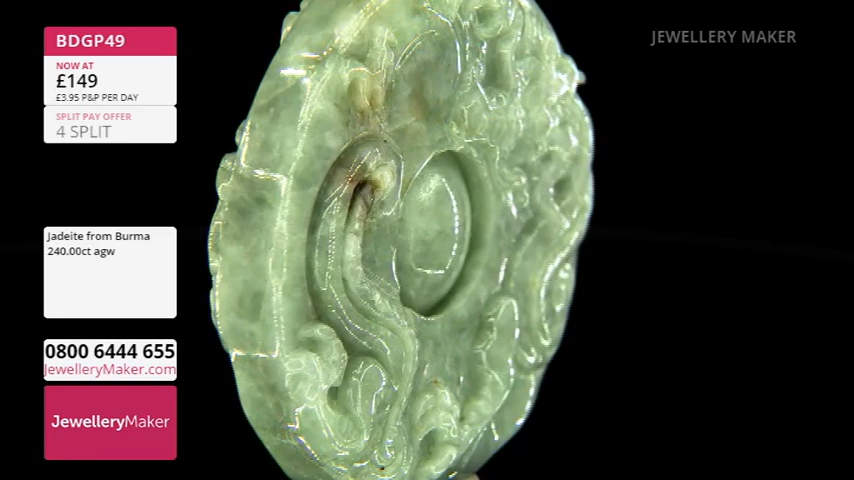 BDGP49
NOW AT
£149
£3.95 P&P PER DAY
SPLIT PAY OFFER
4 SPLIT
Jadeite from Burma
240.00ct agw
0800 6444 655
JewelleryMaker.com
JewelleryMaker
JEWELLERY MAKER